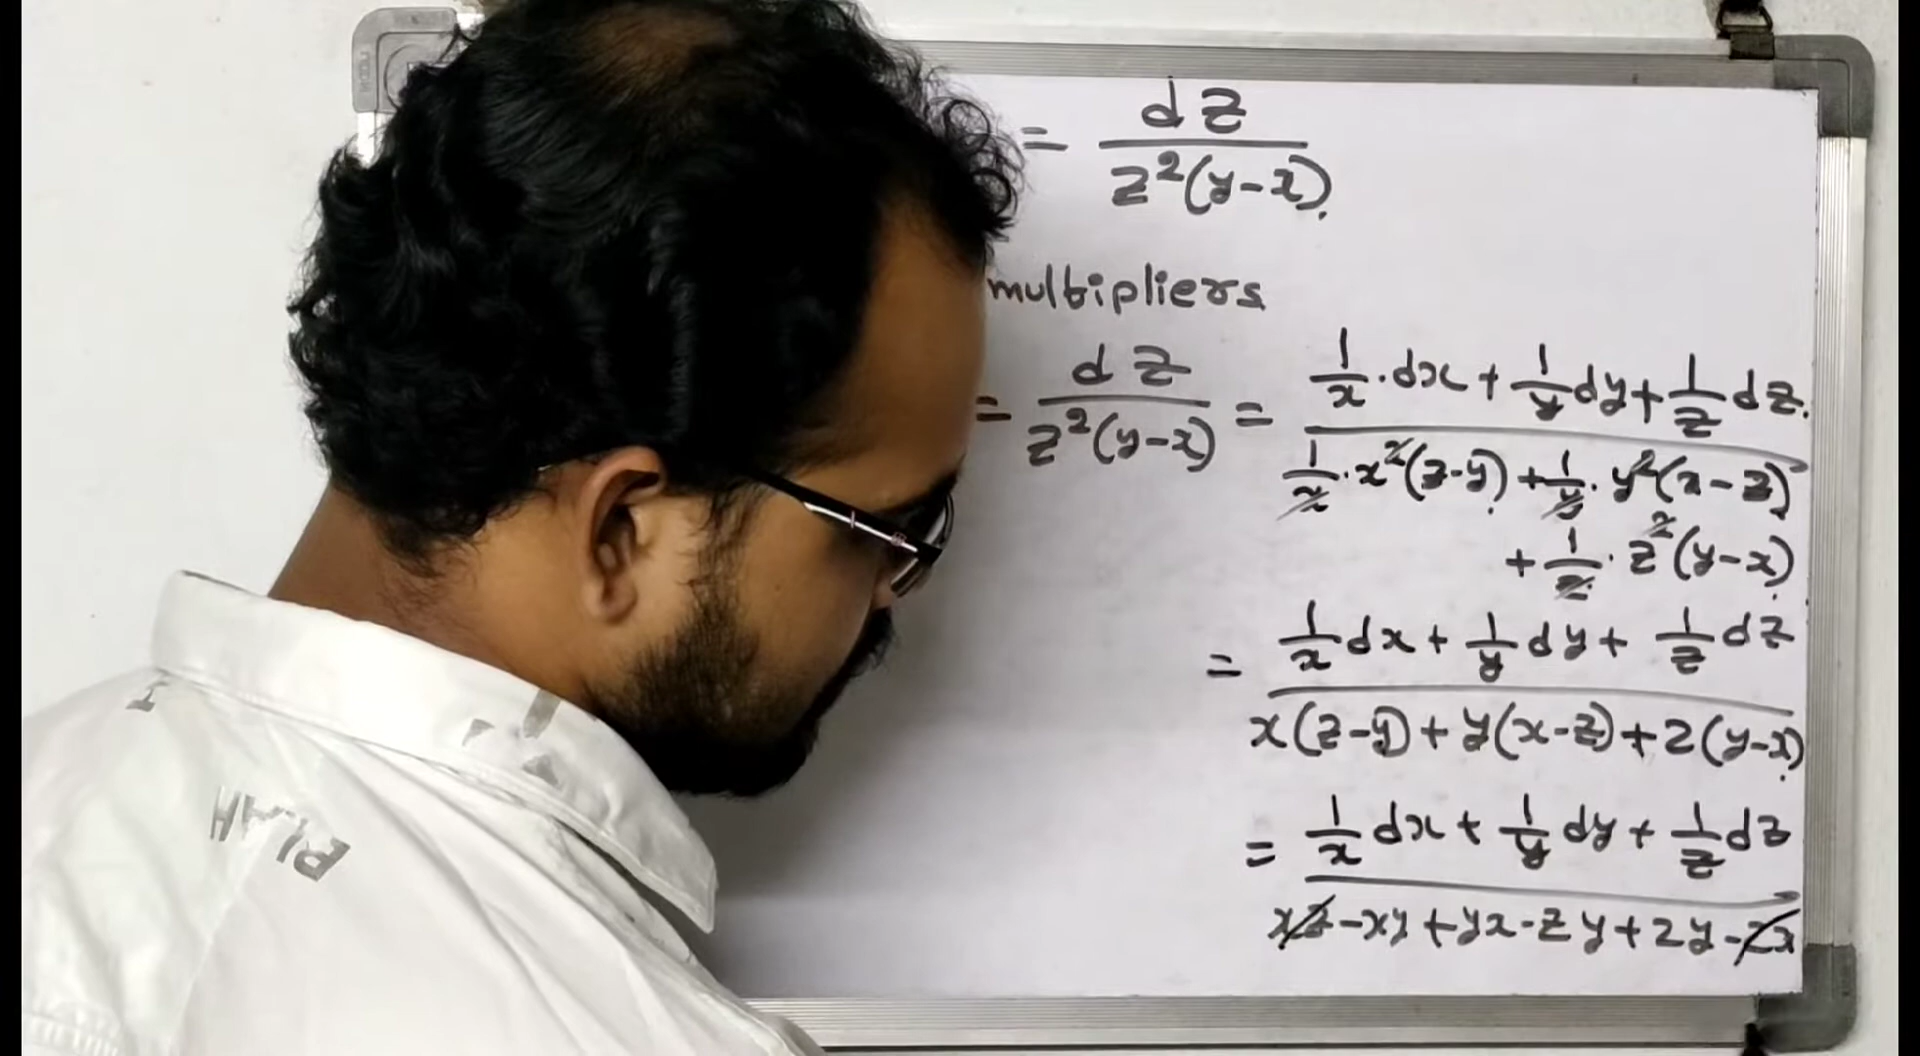 = dz / z²(y-x).
multipliers
= dz / z²(y-x) = 1/x · dx + 1/y dy + 1/z dz. / 1/x · x²(z-y) + 1/y · y²(x-z)
+ 1/z · z²(y-x)
= 1/x dx + 1/y dy + 1/z dz / x(z-y) + y(x-z) + z(y-x)
= 1/x dx + 1/y dy + 1/z dz / xz - xy + yx - zy + zy - zx
PLAH